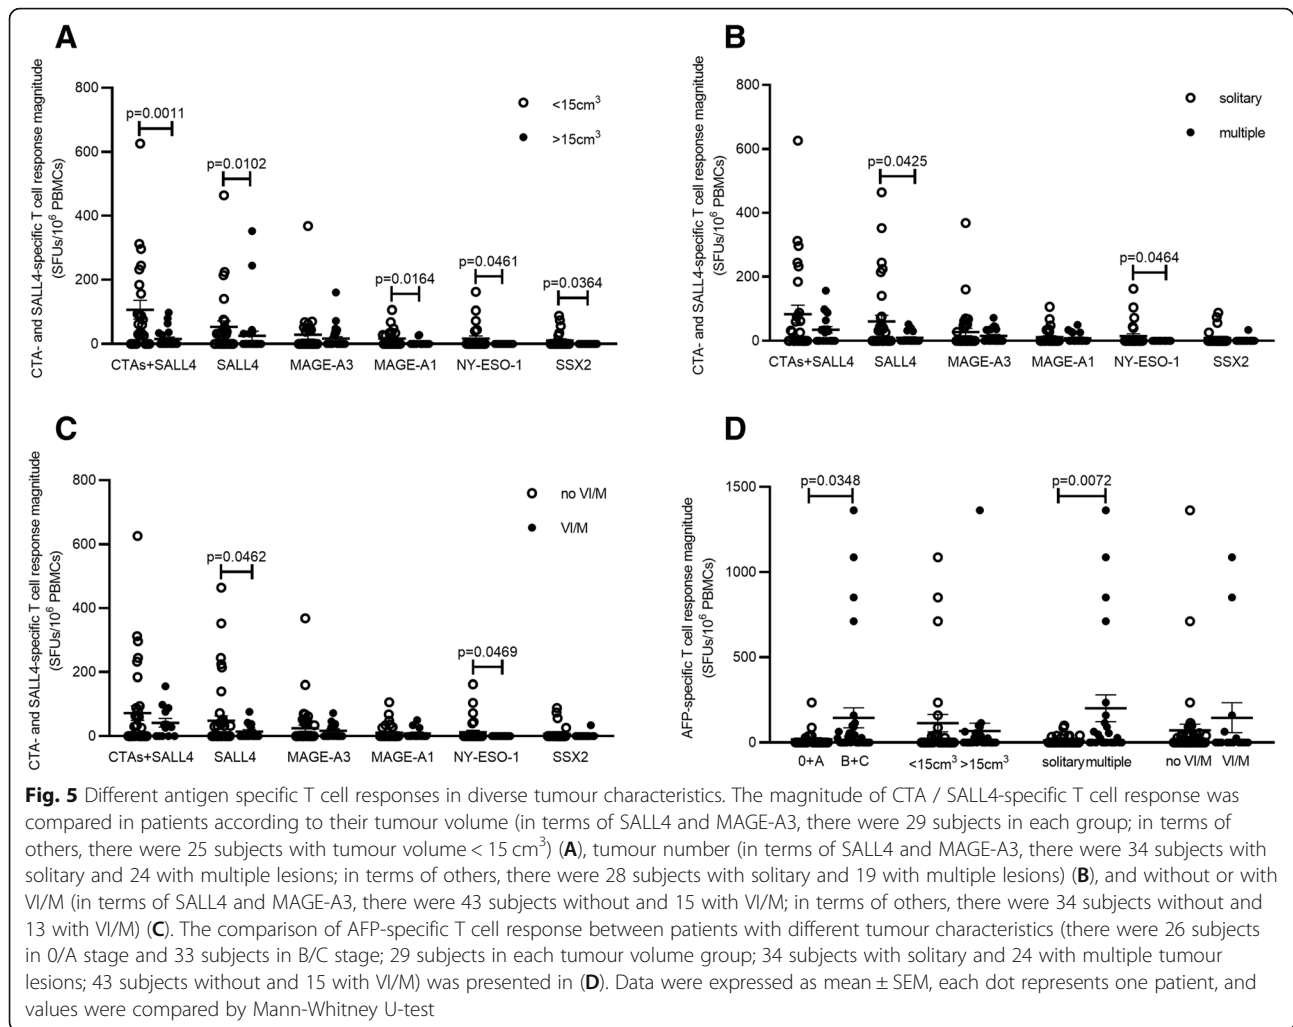 A
CTA- and SALL4-specific T cell response magnitude
(SFUs/10⁶ PBMCs)
800
600
400
200
0
<15cm³
>15cm³
p=0.0011
p=0.0102
p=0.0164
p=0.0461
p=0.0364
CTAs+SALL4 SALL4 MAGE-A3 MAGE-A1 NY-ESO-1 SSX2
B
CTA- and SALL4-specific T cell response magnitude
(SFUs/10⁶ PBMCs)
800
600
400
200
0
solitary
multiple
p=0.0425
p=0.0464
CTAs+SALL4 SALL4 MAGE-A3 MAGE-A1 NY-ESO-1 SSX2
C
CTA- and SALL4-specific T cell response magnitude
(SFUs/10⁶ PBMCs)
800
600
400
200
0
no VI/M
VI/M
p=0.0462
p=0.0469
CTAs+SALL4 SALL4 MAGE-A3 MAGE-A1 NY-ESO-1 SSX2
D
AFP-specific T cell response magnitude
(SFUs/10⁶ PBMCs)
1500
1000
500
0
p=0.0348
p=0.0072
0+A B+C <15cm³ >15cm³ solitary multiple no VI/M VI/M
Fig. 5 Different antigen specific T cell responses in diverse tumour characteristics. The magnitude of CTA / SALL4-specific T cell response was
compared in patients according to their tumour volume (in terms of SALL4 and MAGE-A3, there were 29 subjects in each group; in terms of
others, there were 25 subjects with tumour volume < 15 cm³) (A), tumour number (in terms of SALL4 and MAGE-A3, there were 34 subjects with
solitary and 24 with multiple lesions; in terms of others, there were 28 subjects with solitary and 19 with multiple lesions) (B), and without or with
VI/M (in terms of SALL4 and MAGE-A3, there were 43 subjects without and 15 with VI/M; in terms of others, there were 34 subjects without and
13 with VI/M) (C). The comparison of AFP-specific T cell response between patients with different tumour characteristics (there were 26 subjects
in 0/A stage and 33 subjects in B/C stage; 29 subjects in each tumour volume group; 34 subjects with solitary and 24 with multiple tumour
lesions; 43 subjects without and 15 with VI/M) was presented in (D). Data were expressed as mean ± SEM, each dot represents one patient, and
values were compared by Mann-Whitney U-test